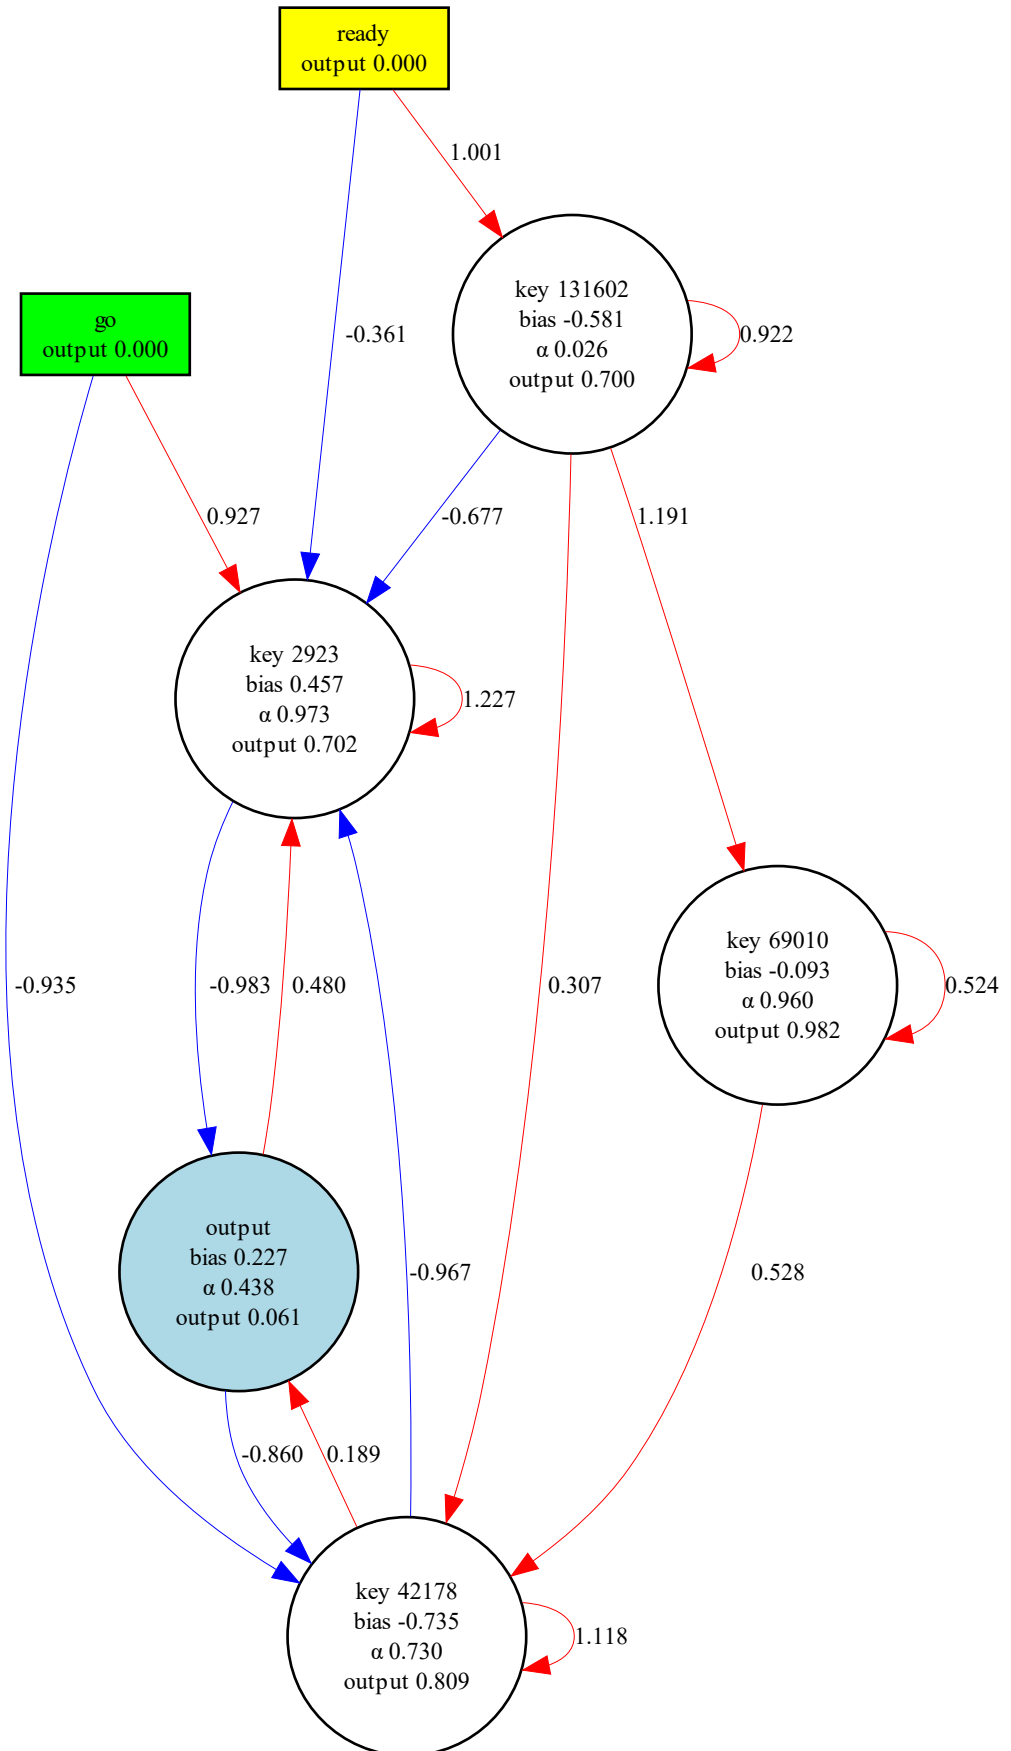 ready
output 0.000
1.001
key 131602
bias -0.581
α 0.026
output 0.700
0.922
go
output 0.000
-0.361
0.927
-0.677
1.191
key 2923
bias 0.457
α 0.973
output 0.702
1.227
key 69010
bias -0.093
α 0.960
output 0.982
0.524
-0.935
-0.983
0.480
0.307
output
bias 0.227
α 0.438
output 0.061
-0.967
0.528
-0.860
0.189
key 42178
bias -0.735
α 0.730
output 0.809
1.118